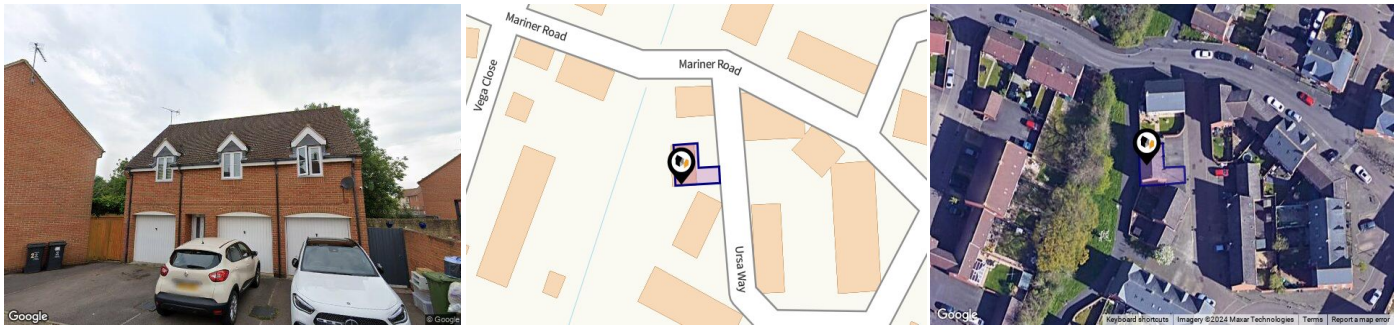 Google
© Google
Mariner Road
Mariner Road
Vega Close
Ursa Way
Google
Keyboard shortcuts
Imagery ©2024 Maxar Technologies
Terms
Report a map error